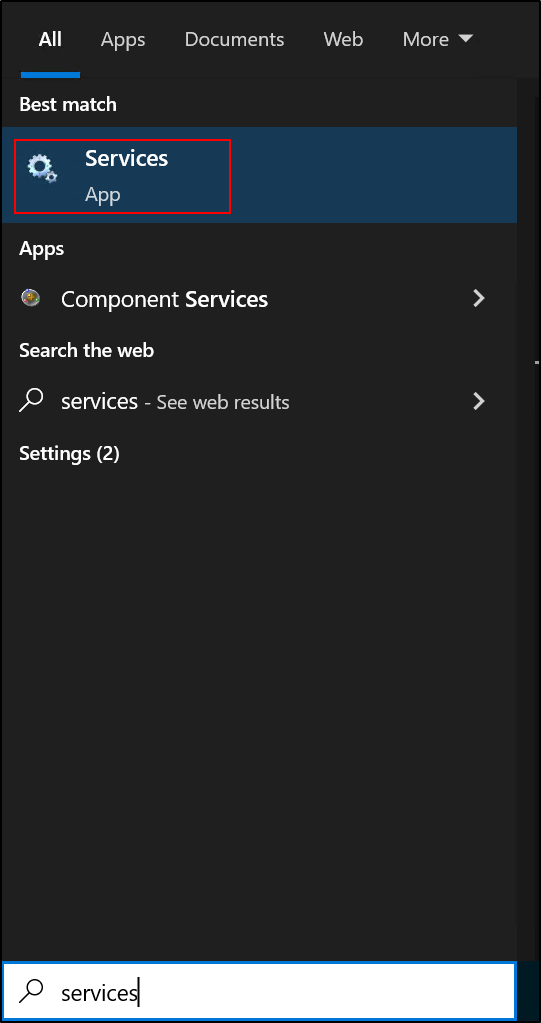 All Apps Documents Web More
Best match
Services
App
Apps
Component Services
Search the web
services - See web results
Settings (2)
services